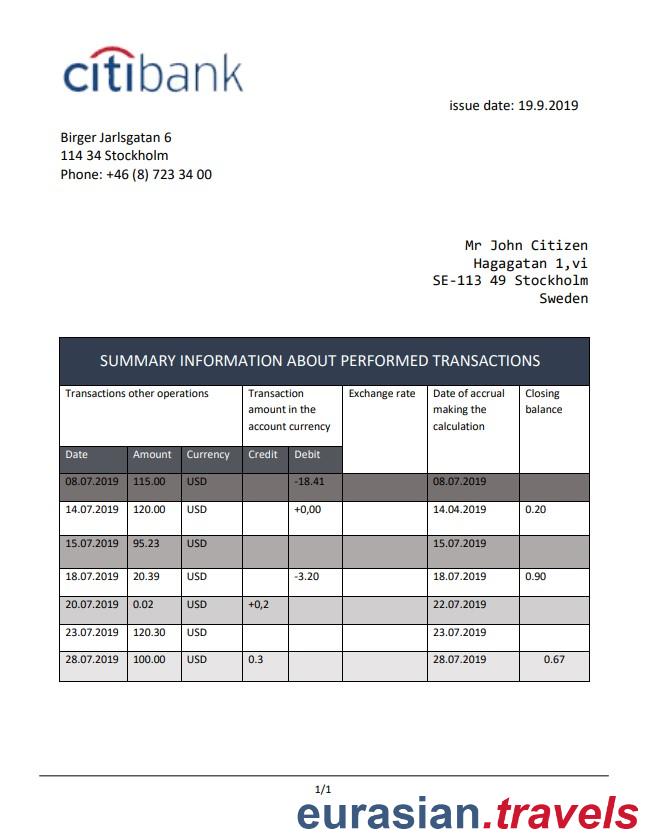 citibank
issue date: 19.9.2019
Birger Jarlsgatan 6
114 34 Stockholm
Phone: +46 (8) 723 34 00
Mr John Citizen
Hagagatan 1,vi
SE-113 49 Stockholm
Sweden
SUMMARY INFORMATION ABOUT PERFORMED TRANSACTIONS
Transactions other operations Transaction amount in the account currency Exchange rate Date of accrual making the calculation Closing balance
Date Amount Currency Credit Debit
08.07.2019 115.00 USD -18.41 08.07.2019
14.07.2019 120.00 USD +0,00 14.04.2019 0.20
15.07.2019 95.23 USD 15.07.2019
18.07.2019 20.39 USD -3.20 18.07.2019 0.90
20.07.2019 0.02 USD +0,2 22.07.2019
23.07.2019 120.30 USD 23.07.2019
28.07.2019 100.00 USD 0.3 28.07.2019 0.67
1/1
eurasian.travels